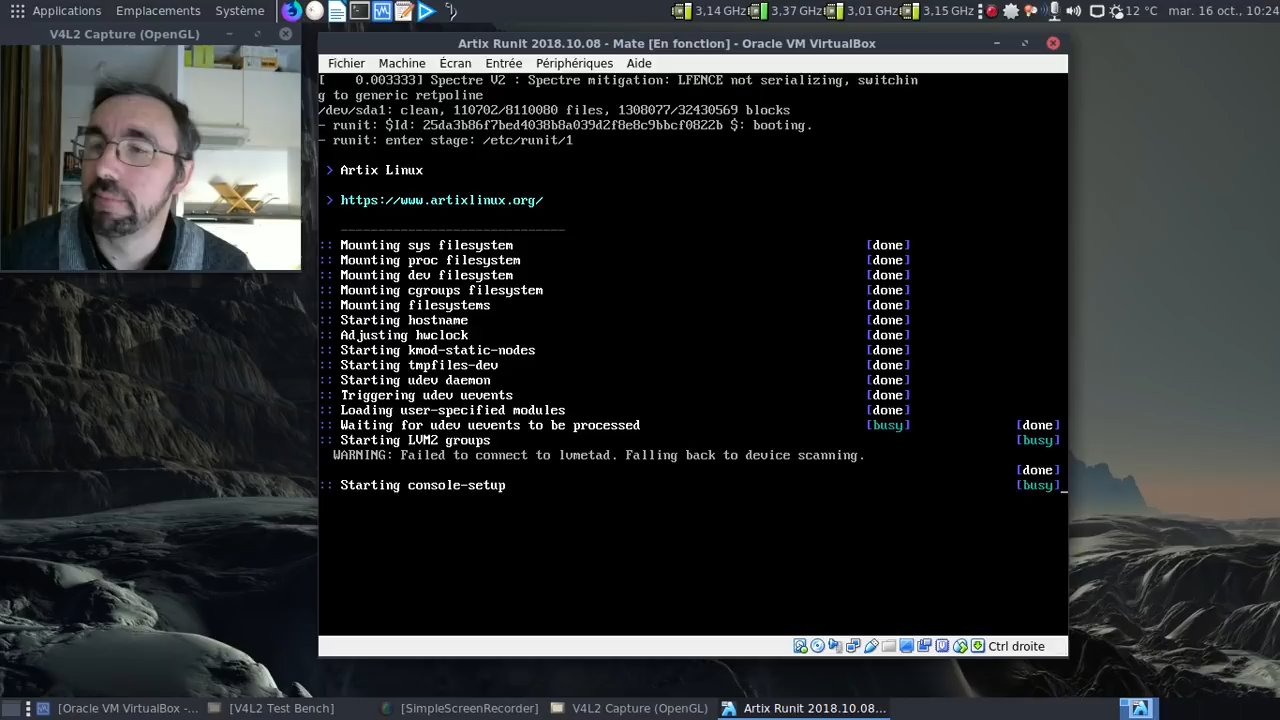 Applications Emplacements Système
3,14 GHz 3,37 GHz 3,01 GHz 3,15 GHz 12 °C mar. 16 oct., 10:24
V4L2 Capture (OpenGL)
Artix Runit 2018.10.08 - Mate [En fonction] - Oracle VM VirtualBox
Fichier Machine Écran Entrée Périphériques Aide
[    0.003333] Spectre V2 : Spectre mitigation: LFENCE not serializing, switchin
g to generic retpoline
/dev/sda1: clean, 110702/8110080 files, 1308077/32430569 blocks
- runit: $Id: 25da3b86f7bed4038b8a039d2f8e8c9bbcf0822b $: booting.
- runit: enter stage: /etc/runit/1
> Artix Linux
> https://www.artixlinux.org/
------------------------------
:: Mounting sys filesystem [done]
:: Mounting proc filesystem [done]
:: Mounting dev filesystem [done]
:: Mounting cgroups filesystem [done]
:: Mounting filesystems [done]
:: Starting hostname [done]
:: Adjusting hwclock [done]
:: Starting kmod-static-nodes [done]
:: Starting tmpfiles-dev [done]
:: Starting udev daemon [done]
:: Triggering udev uevents [done]
:: Loading user-specified modules [done]
:: Waiting for udev uevents to be processed [busy] [done]
:: Starting LVM2 groups [busy]
WARNING: Failed to connect to lvmetad. Falling back to device scanning.
[done]
:: Starting console-setup [busy]_
Ctrl droite
[Oracle VM VirtualBox -... [V4L2 Test Bench] [SimpleScreenRecorder] V4L2 Capture (OpenGL) Artix Runit 2018.10.08...